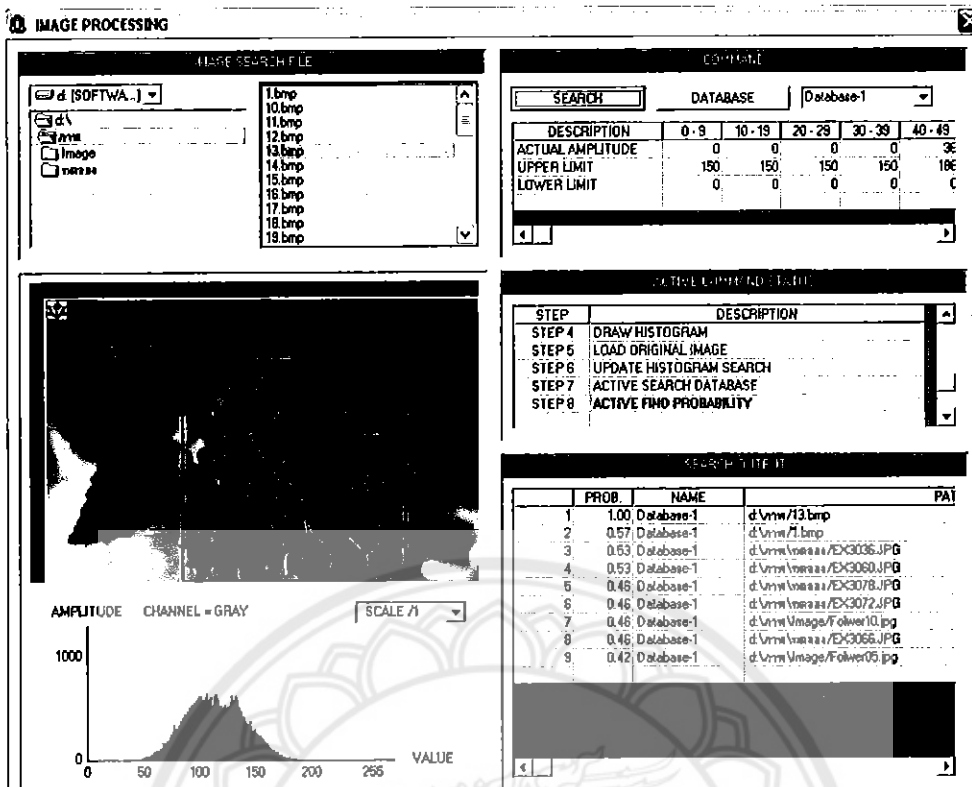 IMAGE PROCESSING
IMAGE SEARCH FILE
d: [SOFTWA...]
d:\
Image
1.bmp
10.bmp
11.bmp
12.bmp
13.bmp
14.bmp
15.bmp
16.bmp
17.bmp
18.bmp
19.bmp
COMMAND
SEARCH DATABASE Database-1
DESCRIPTION 0 - 9 10 - 19 20 - 29 30 - 39 40 - 49
ACTUAL AMPLITUDE 0 0 0 0 36
UPPER LIMIT 150 150 150 150 186
LOWER LIMIT 0 0 0 0 0
ACTIVE COMMAND STATUS
STEP DESCRIPTION
STEP 4 DRAW HISTOGRAM
STEP 5 LOAD ORIGINAL IMAGE
STEP 6 UPDATE HISTOGRAM SEARCH
STEP 7 ACTIVE SEARCH DATABASE
STEP 8 ACTIVE FIND PROBABILITY
AMPLITUDE CHANNEL = GRAY SCALE /1
1000
0
0 50 100 150 200 255 VALUE
SEARCH OUTPUT
PROB. NAME PAT
1 1.00 Database-1
2 0.57 Database-1
3 0.53 Database-1
4 0.53 Database-1
5 0.46 Database-1
6 0.46 Database-1
7 0.46 Database-1
8 0.46 Database-1
9 0.42 Database-1